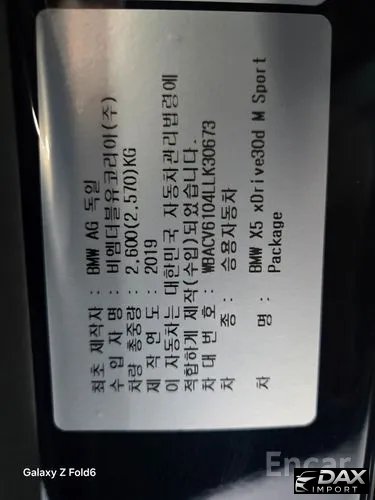 최초 제작자 : BMW AG 독일
수 입 자 명 : 비엠더블유코리아(주)
차량 총중량 : 2,600(2,570)KG
제 작 연 도 : 2019
이 자동차는 대한민국 자동차관리법령에
적합하게 제작(수입)되었습니다.
차 대 번 호 : WBACV6104LLK30673
차 종 : 승용자동차
차 명 : BMW X5 xDrive30d M Sport
Package
Galaxy Z Fold6
Encar
EDAX
IMPORT